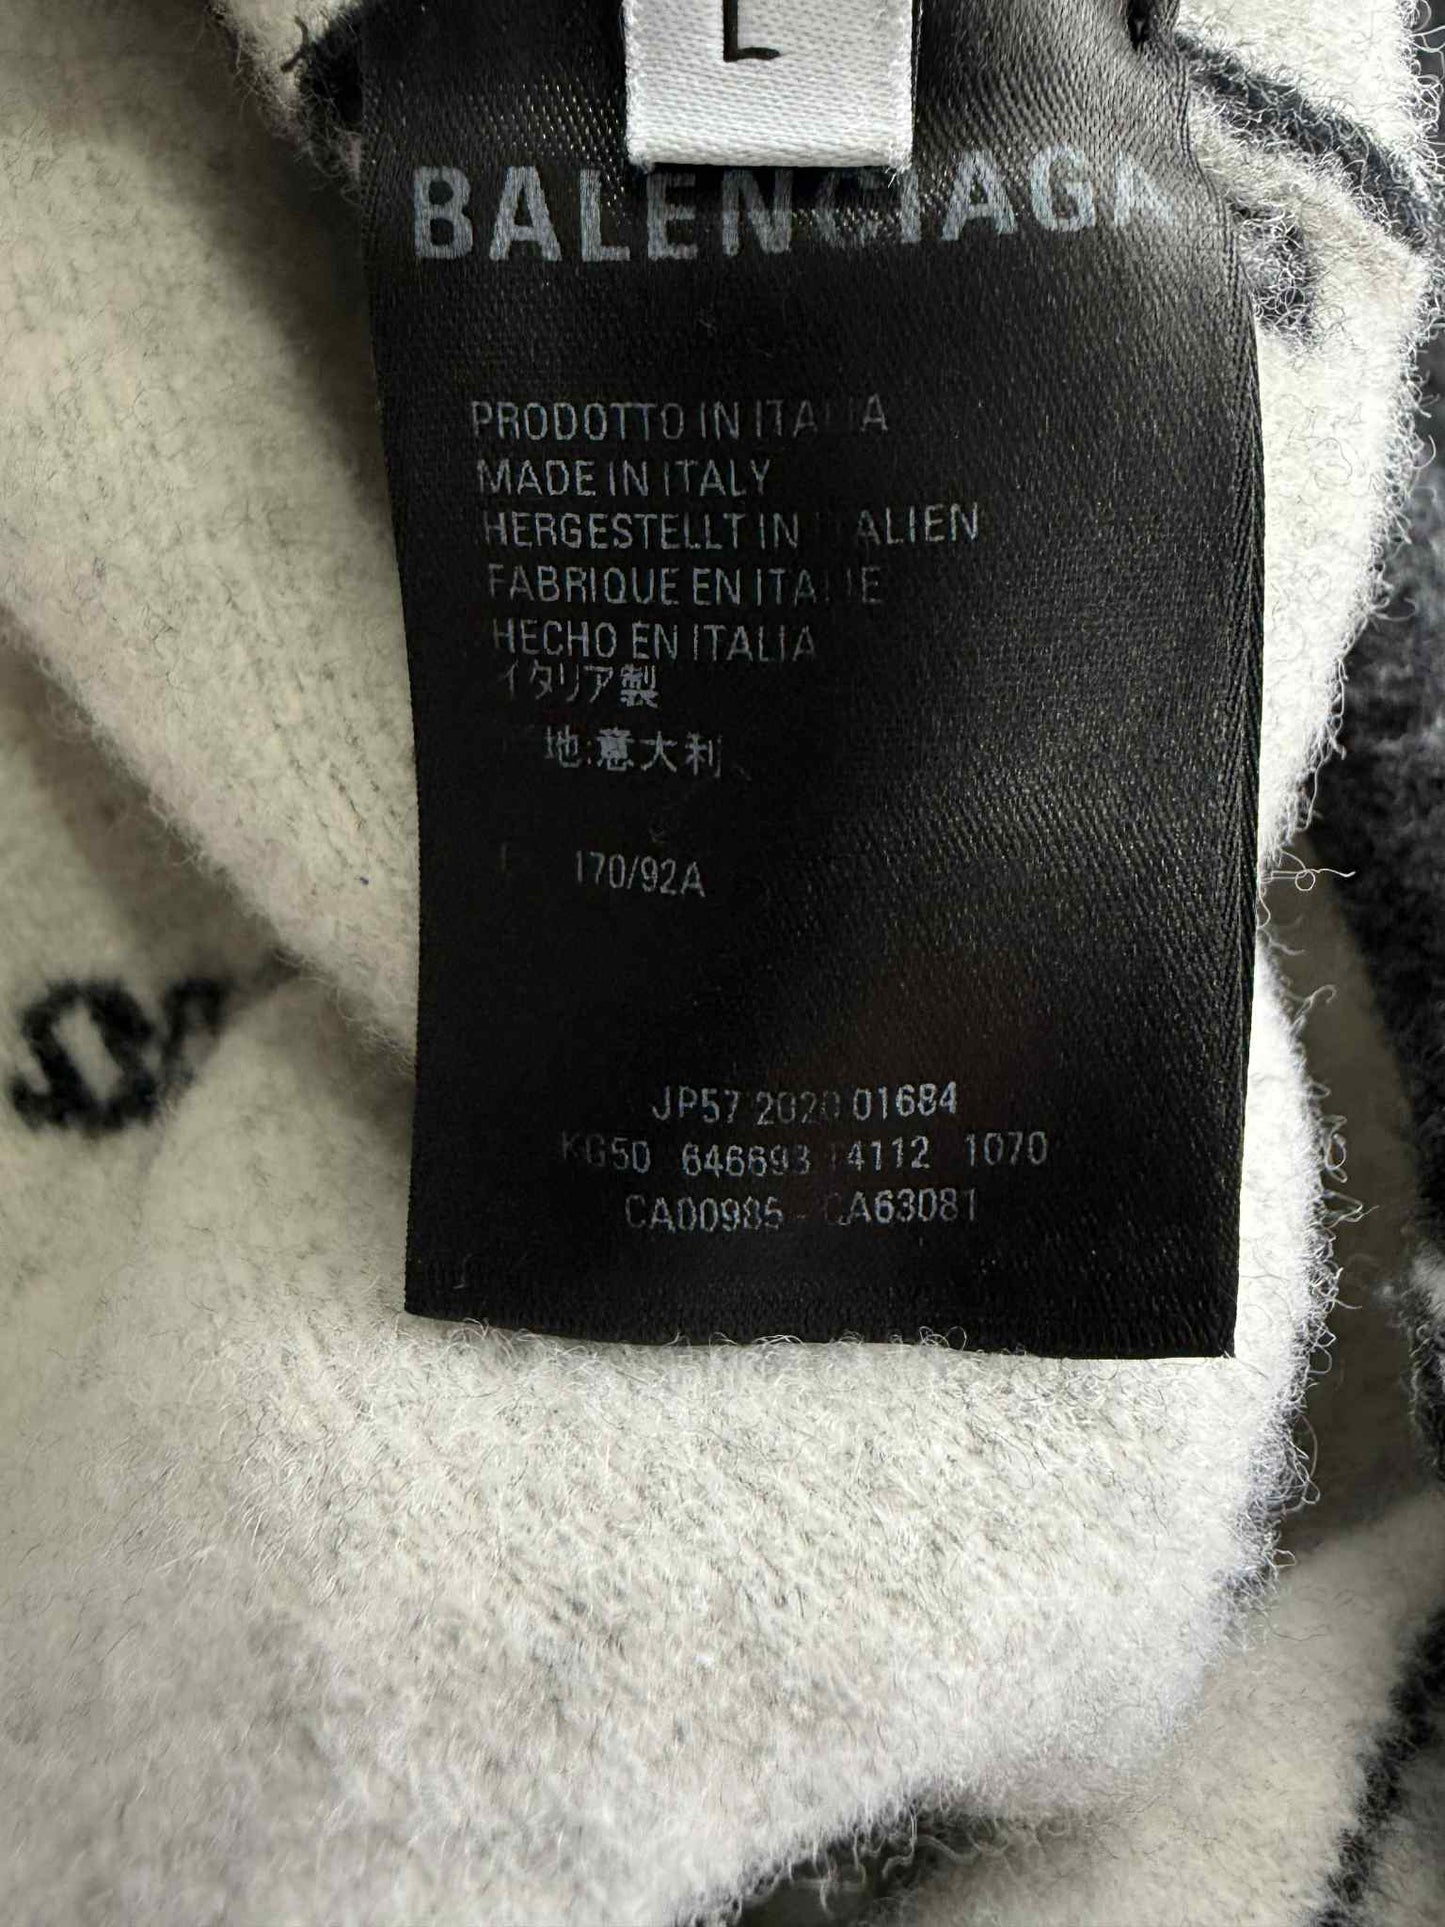 L
BALENCIAGA
PRODOTTO IN ITALIA
MADE IN ITALY
HERGESTELLT IN ITALIEN
FABRIQUE EN ITALIE
HECHO EN ITALIA
イタリア製
地:意大利
170/92A
JP57 2020 01684
KG50 646693 T4112 1070
CA00985 - CA63081